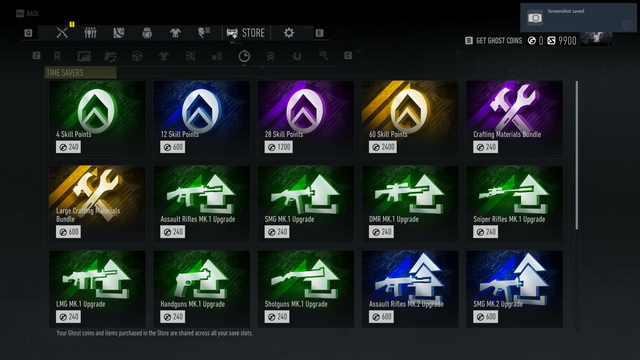 Esc BACK
Screenshot saved
!
Q
STORE
E
B GET GHOST COINS 0 9900
Z
C
TIME SAVERS
4 Skill Points
240
12 Skill Points
600
28 Skill Points
1200
60 Skill Points
2400
Crafting Materials Bundle
240
Large Crafting Materials
Bundle
600
Assault Rifles MK.1 Upgrade
240
SMG MK.1 Upgrade
240
DMR MK.1 Upgrade
240
Sniper Rifles MK.1 Upgrade
240
LMG MK.1 Upgrade
240
Handguns MK.1 Upgrade
240
Shotguns MK.1 Upgrade
240
Assault Rifles MK.2 Upgrade
600
SMG MK.2 Upgrade
600
Your Ghost coins and items purchased in the Store are shared across all your save slots.